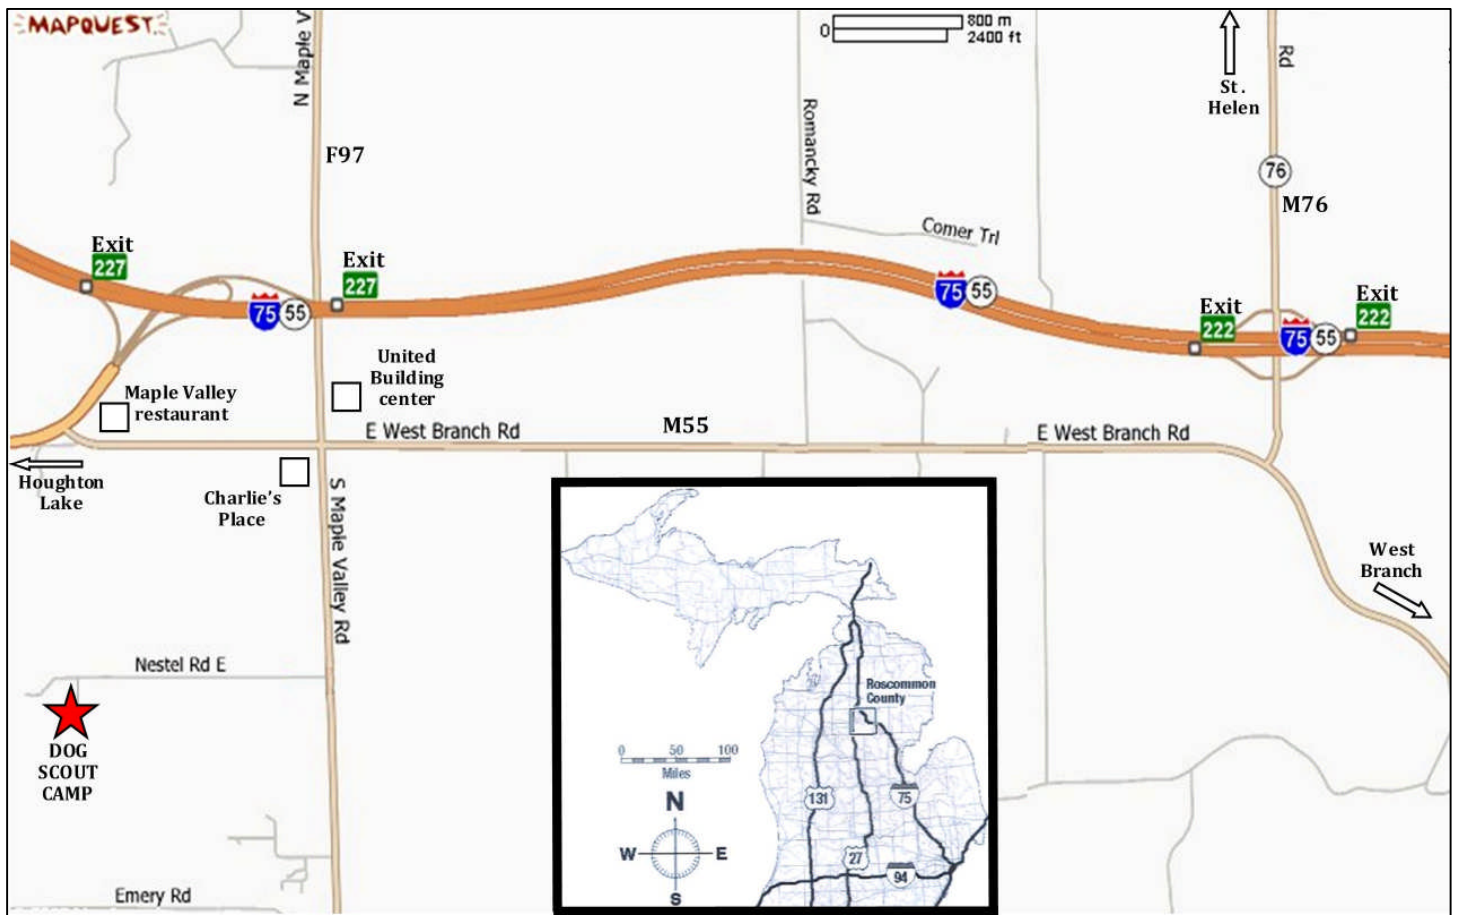 MAPQUEST
N Maple V
0
800 m
2400 ft
St.
Helen
Rd
F97
Romancky Rd
76
M76
Comer Trl
Exit
227
Exit
227
75
55
75
55
Exit
222
75
55
Exit
222
United
Building
center
Maple Valley
restaurant
E West Branch Rd
M55
E West Branch Rd
Houghton
Lake
Charlie's
Place
S Maple Valley Rd
West
Branch
Nestel Rd E
DOG
SCOUT
CAMP
Emery Rd
Roscommon
County
0 50 100
Miles
N
W E
S
131
75
27
94